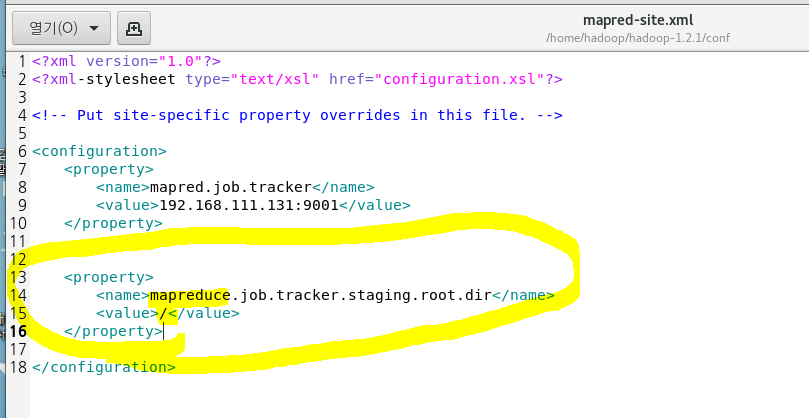 열기(O)
mapred-site.xml
/home/hadoop/hadoop-1.2.1/conf
1 <?xml version="1.0"?>
2 <?xml-stylesheet type="text/xsl" href="configuration.xsl"?>
3
4 <!-- Put site-specific property overrides in this file. -->
5
6 <configuration>
7 <property>
8 <name>mapred.job.tracker</name>
9 <value>192.168.111.131:9001</value>
10 </property>
11
12
13 <property>
14 <name>mapreduce.job.tracker.staging.root.dir</name>
15 <value>/</value>
16 </property>
17
18 </configuration>